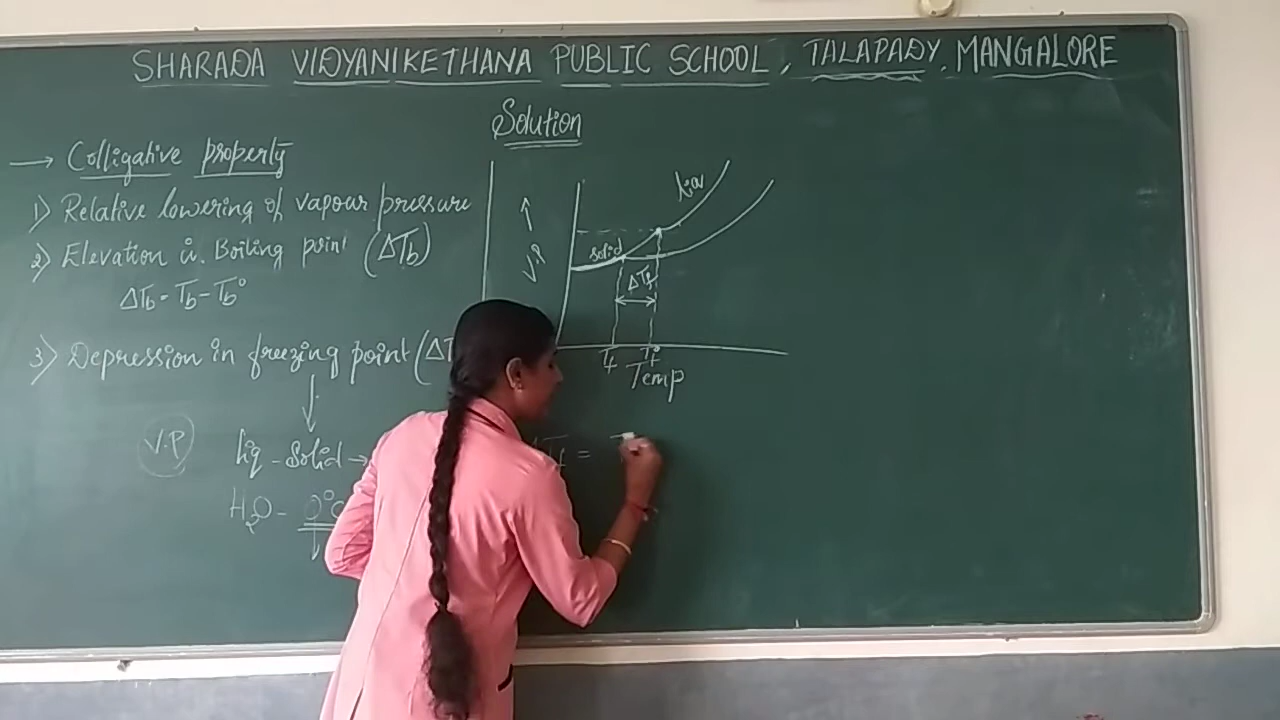 SHARADA VIDYANIKETHANA PUBLIC SCHOOL, TALAPADY, MANGALORE
Solution
→ Colligative property
1) Relative lowering of vapour pressure
2) Elevation in Boiling point (ΔTb)
ΔTb = Tb - Tb°
3) Depression in freezing point (ΔT
V.P
liq - solid →
H2O - 0°C
V.P
solid
ΔTf
Tf Tf°
Temp
ΔTf =